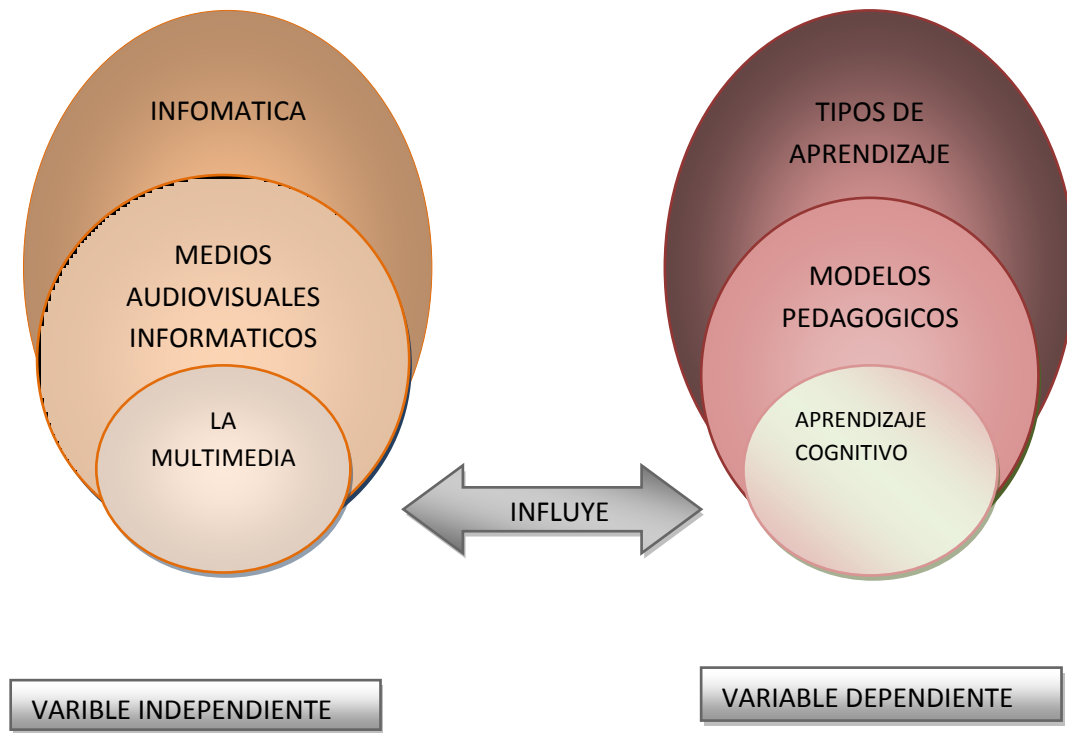 INFOMATICA
MEDIOS
AUDIOVISUALES
INFORMATICOS
LA
MULTIMEDIA
INFLUYE
TIPOS DE
APRENDIZAJE
MODELOS
PEDAGOGICOS
APRENDIZAJE
COGNITIVO
VARIBLE INDEPENDIENTE
VARIABLE DEPENDIENTE